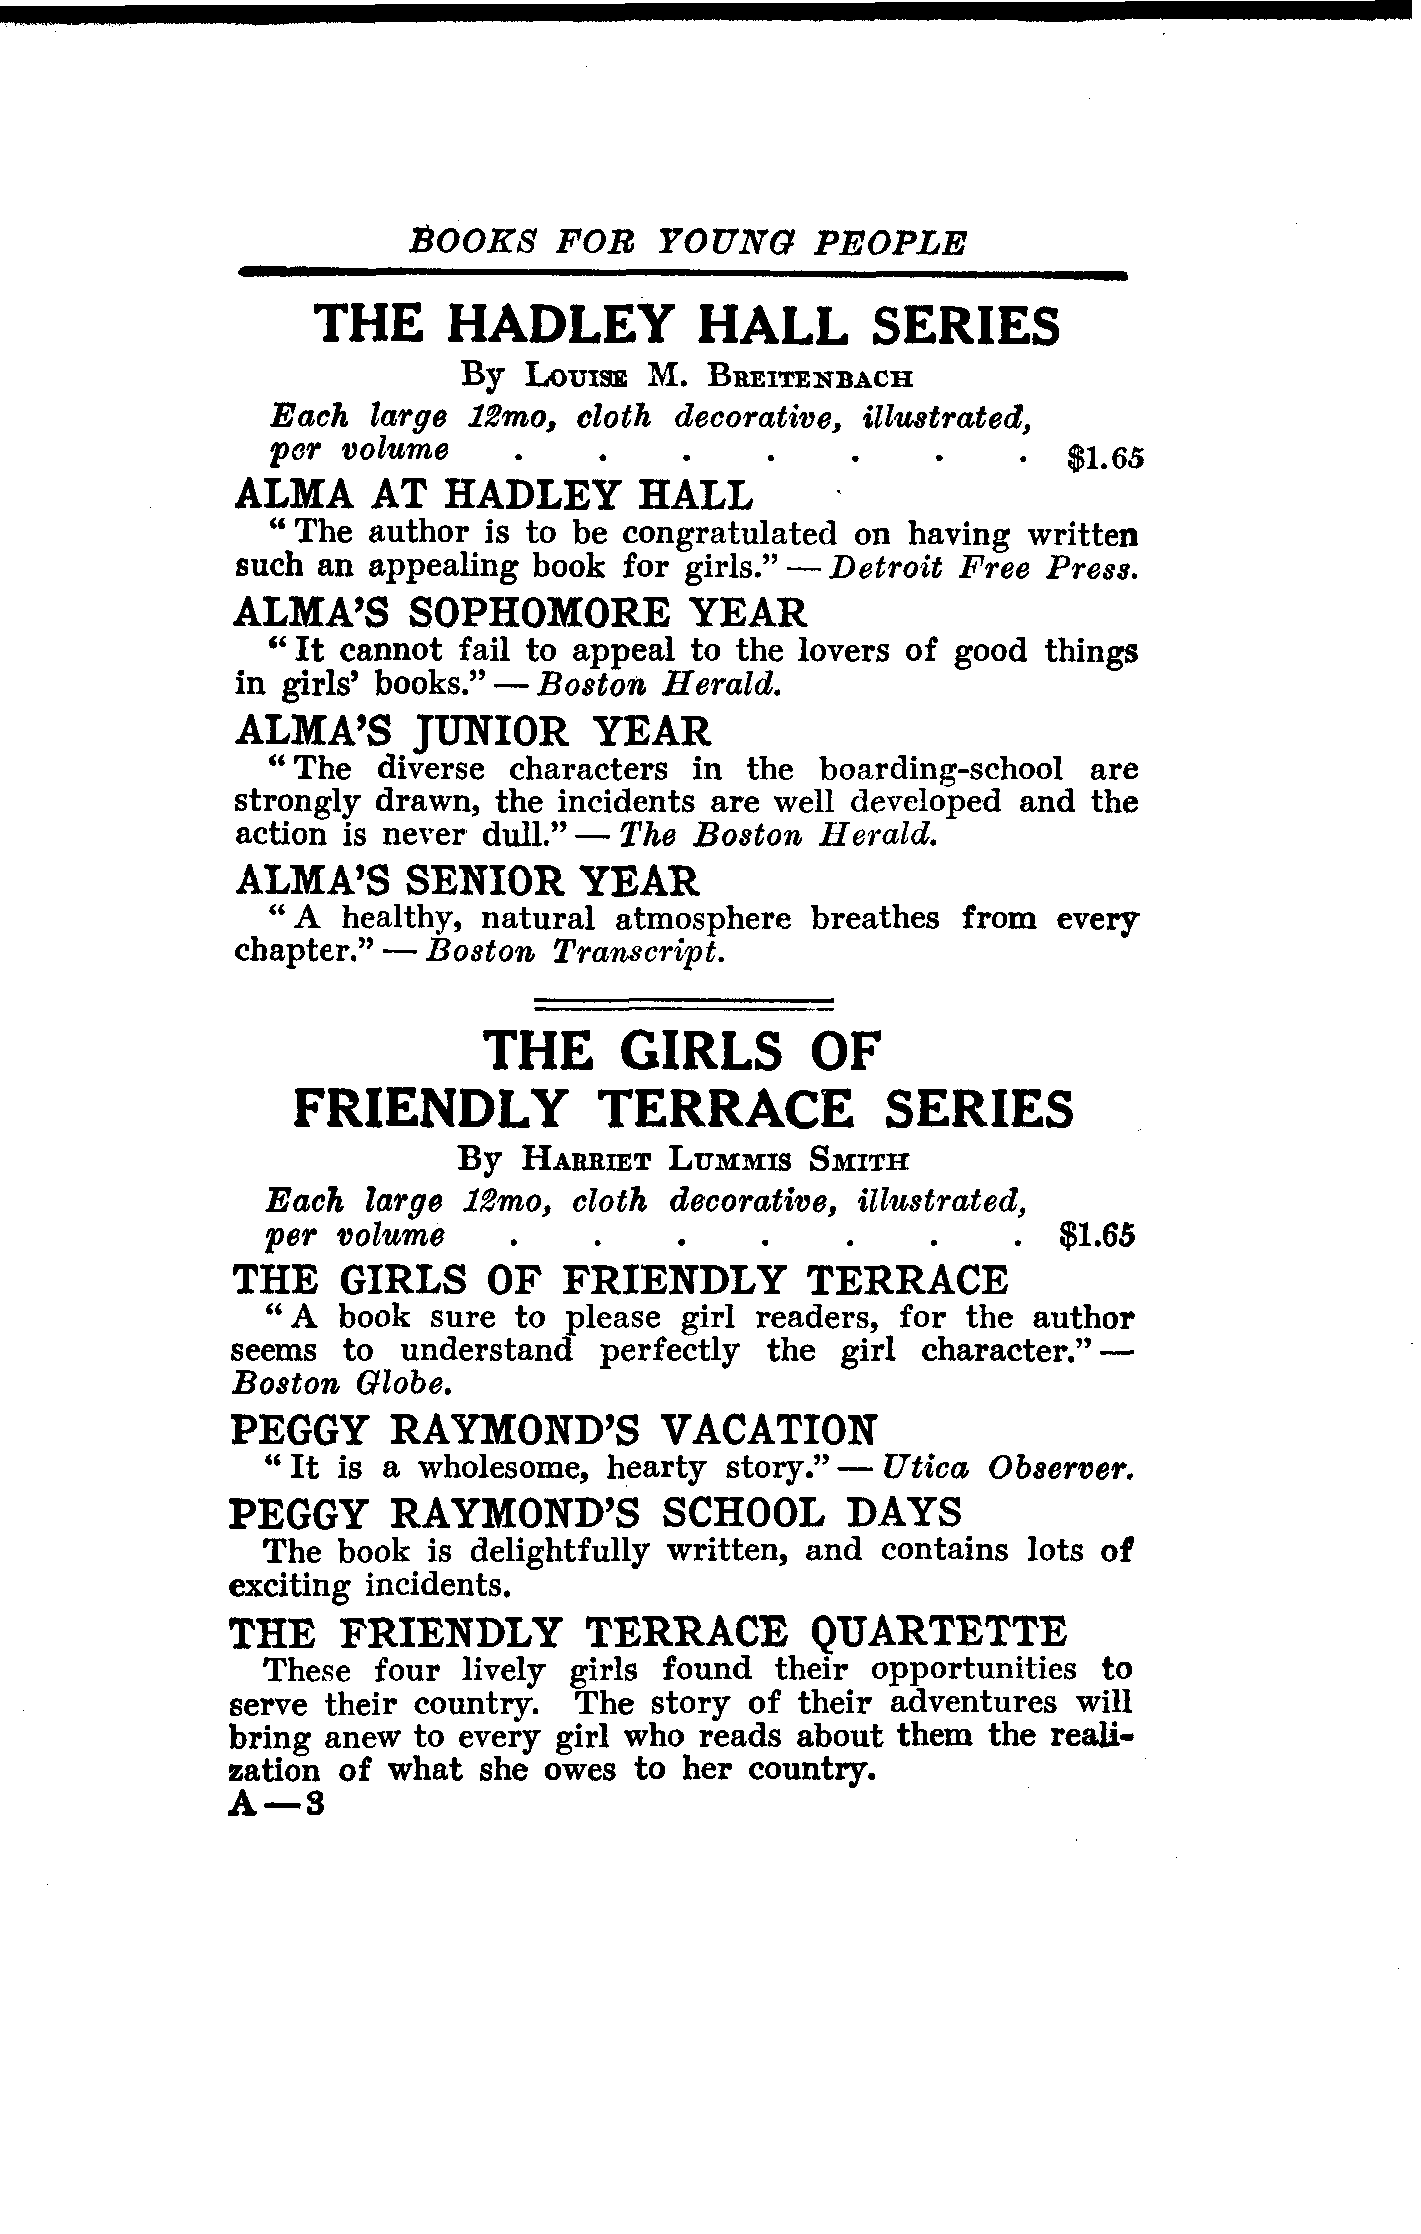 BOOKS FOR YOUNG PEOPLE
THE HADLEY HALL SERIES
By LOUISE M. BREITENBACH
Each large 12mo, cloth decorative, illustrated,
per volume . . . . . . . $1.65
ALMA AT HADLEY HALL
“The author is to be congratulated on having written
such an appealing book for girls.” — Detroit Free Press.
ALMA’S SOPHOMORE YEAR
“It cannot fail to appeal to the lovers of good things
in girls’ books.” — Boston Herald.
ALMA’S JUNIOR YEAR
“The diverse characters in the boarding-school are
strongly drawn, the incidents are well developed and the
action is never dull.” — The Boston Herald.
ALMA’S SENIOR YEAR
“A healthy, natural atmosphere breathes from every
chapter.” — Boston Transcript.
THE GIRLS OF
FRIENDLY TERRACE SERIES
By HARRIET LUMMIS SMITH
Each large 12mo, cloth decorative, illustrated,
per volume . . . . . . . $1.65
THE GIRLS OF FRIENDLY TERRACE
“A book sure to please girl readers, for the author
seems to understand perfectly the girl character.” —
Boston Globe.
PEGGY RAYMOND’S VACATION
“It is a wholesome, hearty story.” — Utica Observer.
PEGGY RAYMOND’S SCHOOL DAYS
The book is delightfully written, and contains lots of
exciting incidents.
THE FRIENDLY TERRACE QUARTETTE
These four lively girls found their opportunities to
serve their country. The story of their adventures will
bring anew to every girl who reads about them the reali-
zation of what she owes to her country.
A — 3